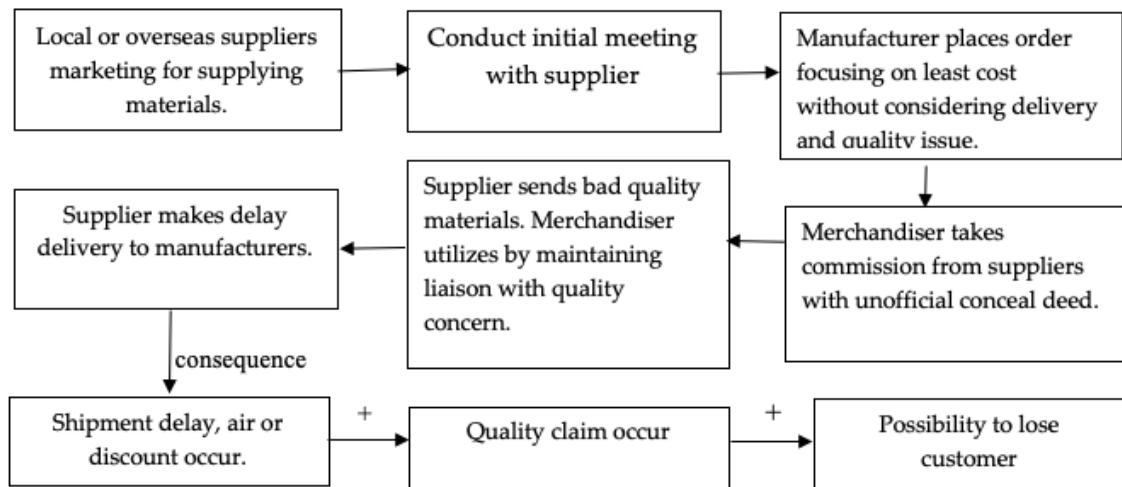 Local or overseas suppliers
marketing for supplying
materials.
Conduct initial meeting
with supplier
Manufacturer places order
focusing on least cost
without considering delivery
and quality issue.
Merchandiser takes
commission from suppliers
with unofficial conceal deed.
Supplier sends bad quality
materials. Merchandiser
utilizes by maintaining
liaison with quality
concern.
Supplier makes delay
delivery to manufacturers.
consequence
Shipment delay, air or
discount occur.
+
Quality claim occur
+
Possibility to lose
customer